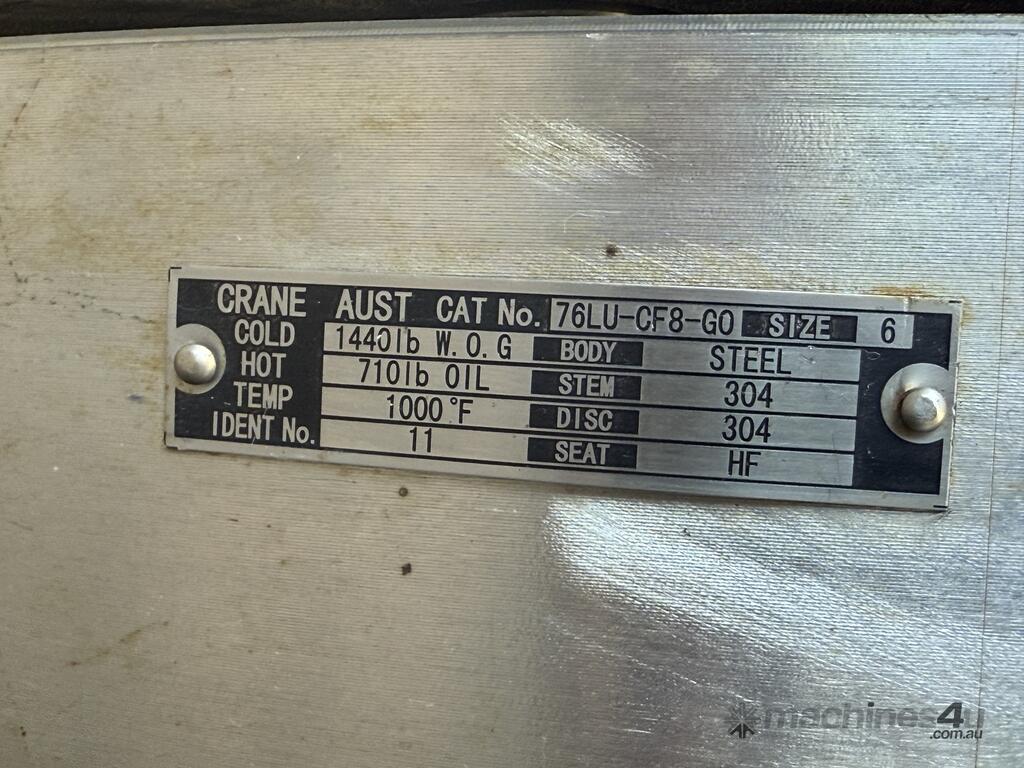 CRANE AUST CAT No. 76LU-CF8-GO SIZE 6
COLD 1440lb W.O.G BODY STEEL
HOT 710lb OIL STEM 304
TEMP 1000°F DISC 304
IDENT No. 11 SEAT HF
machines4u
.com.au